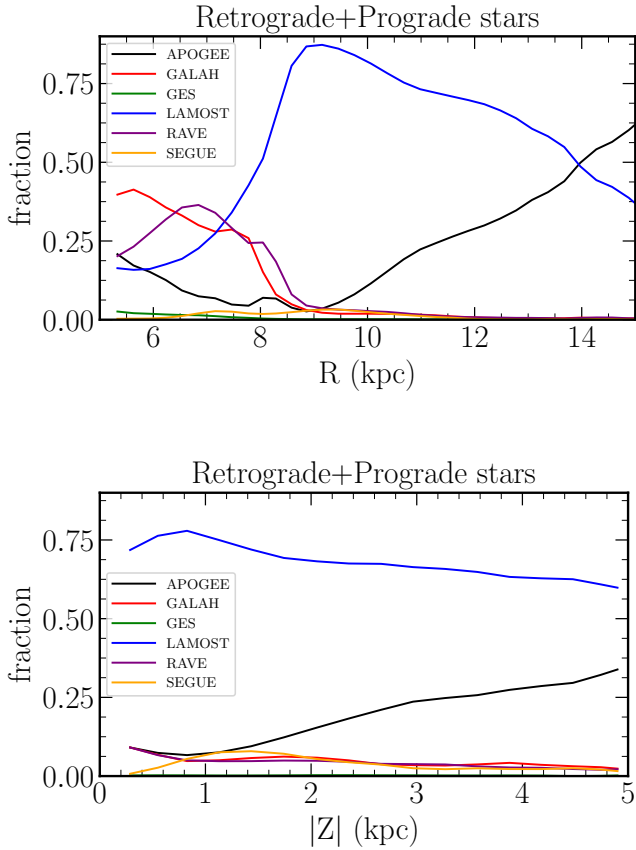 Retrograde+Prograde stars
0.75
0.50
0.25
0.00
fraction
APOGEE
GALAH
GES
LAMOST
RAVE
SEGUE
6 8 10 12 14
R (kpc)
Retrograde+Prograde stars
0.75
0.50
0.25
0.00
fraction
APOGEE
GALAH
GES
LAMOST
RAVE
SEGUE
0 1 2 3 4 5
|Z| (kpc)